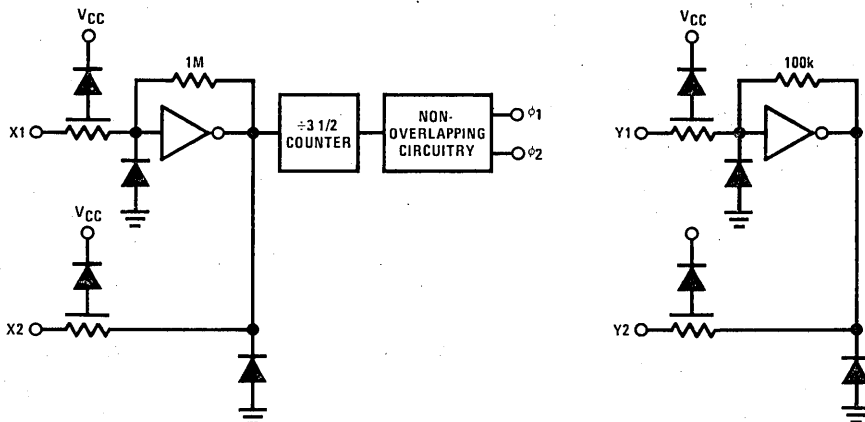 VCC
1M
X1
÷3 1/2
COUNTER
NON-
OVERLAPPING
CIRCUITRY
ϕ1
ϕ2
VCC
X2
VCC
100k
Y1
Y2